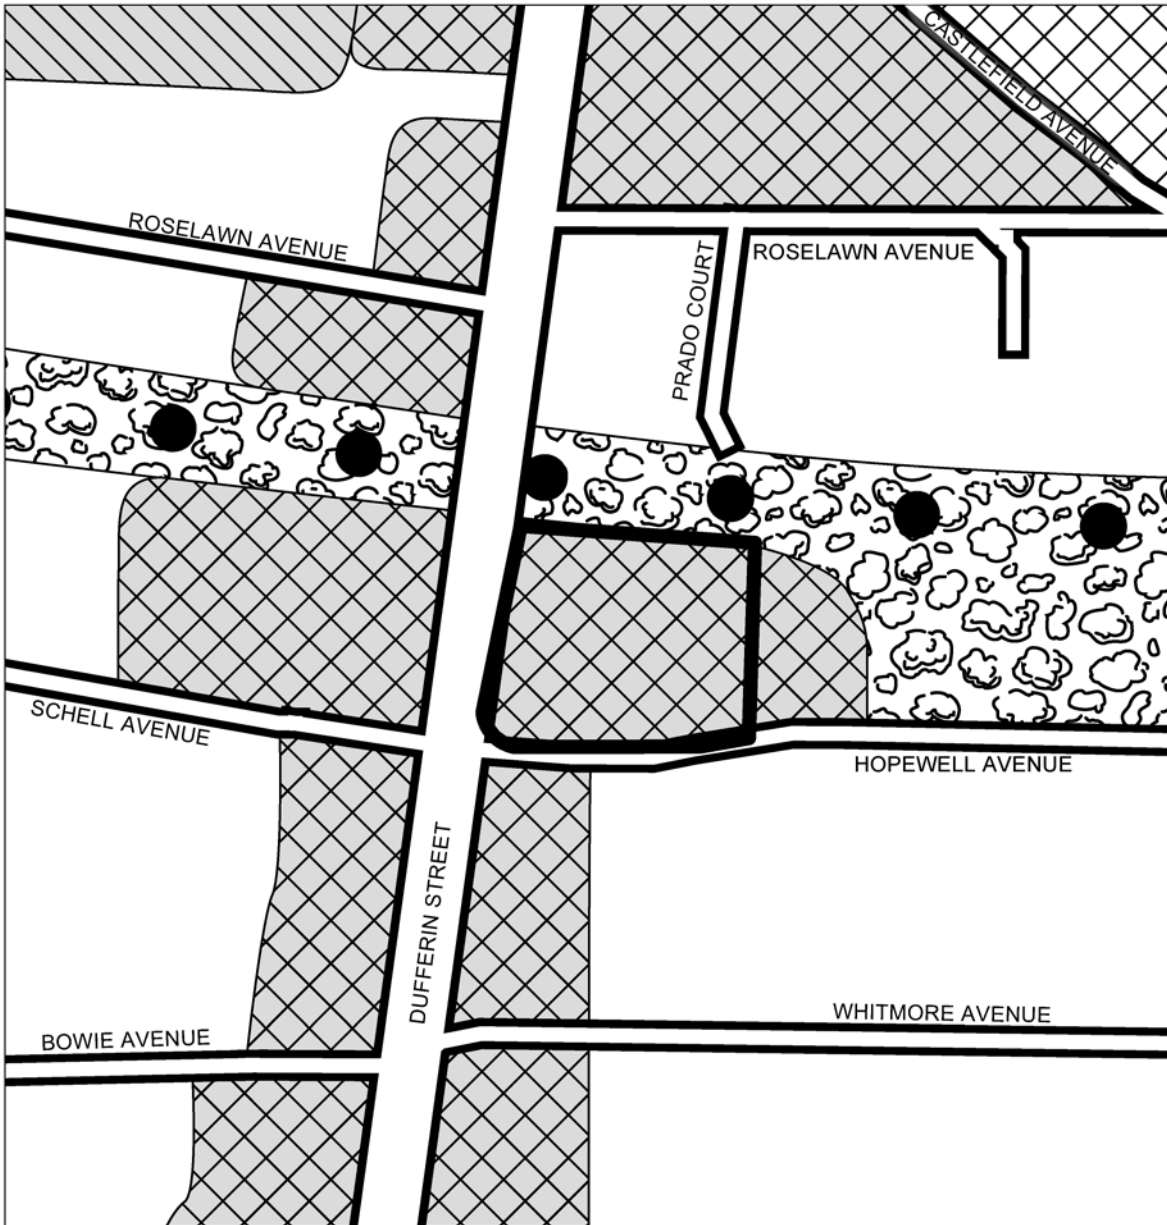 CASTLEFIELD AVENUE
ROSELAWN AVENUE
ROSELAWN AVENUE
PRADO COURT
SCHELL AVENUE
HOPEWELL AVENUE
DUFFERIN STREET
WHITMORE AVENUE
BOWIE AVENUE